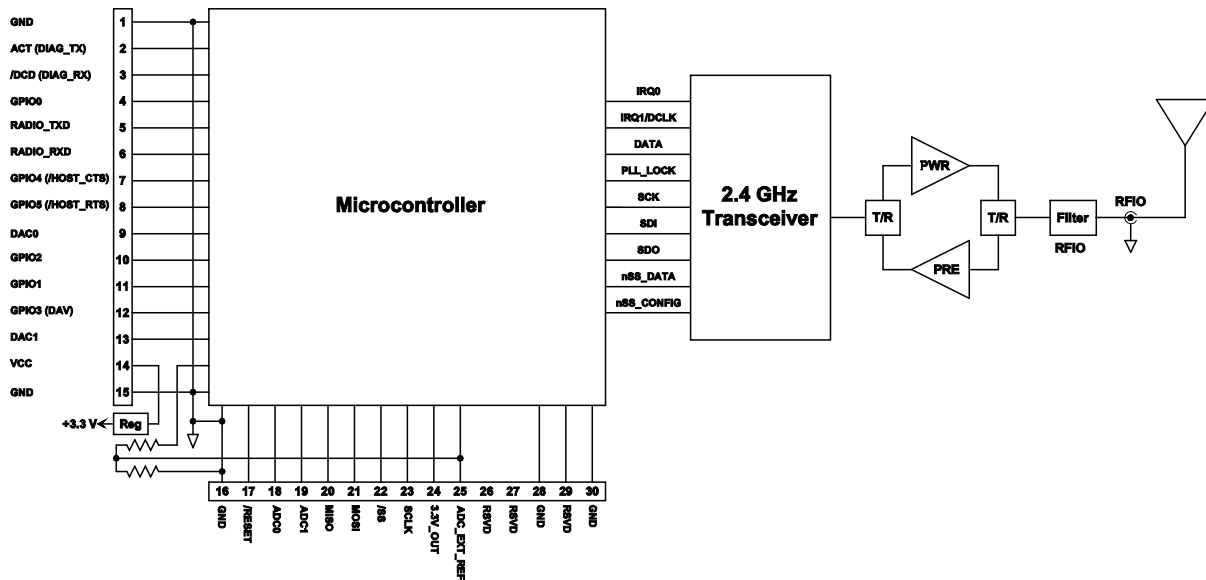 GND 1
ACT (DIAG_TX) 2
/DCD (DIAG_RX) 3
GPIO0 4
RADIO_TXD 5
RADIO_RXD 6
GPIO4 (/HOST_CTS) 7
GPIO5 (/HOST_RTS) 8
DAC0 9
GPIO2 10
GPIO1 11
GPIO3 (DAV) 12
DAC1 13
VCC 14
GND 15
+3.3 V
Reg
Microcontroller
IRQ0
IRQ1/DCLK
DATA
PLL_LOCK
SCK
SDI
SDO
nSS_DATA
nSS_CONFIG
2.4 GHz
Transceiver
T/R
PWR
PRE
T/R
Filter
RFIO
RFIO
16 17 18 19 20 21 22 23 24 25 26 27 28 29 30
GND
/RESET
ADC0
ADC1
MISO
MOSI
/SS
SCLK
3.3V_OUT
ADC_EXT_REF
RSVD
RSVD
GND
RSVD
GND